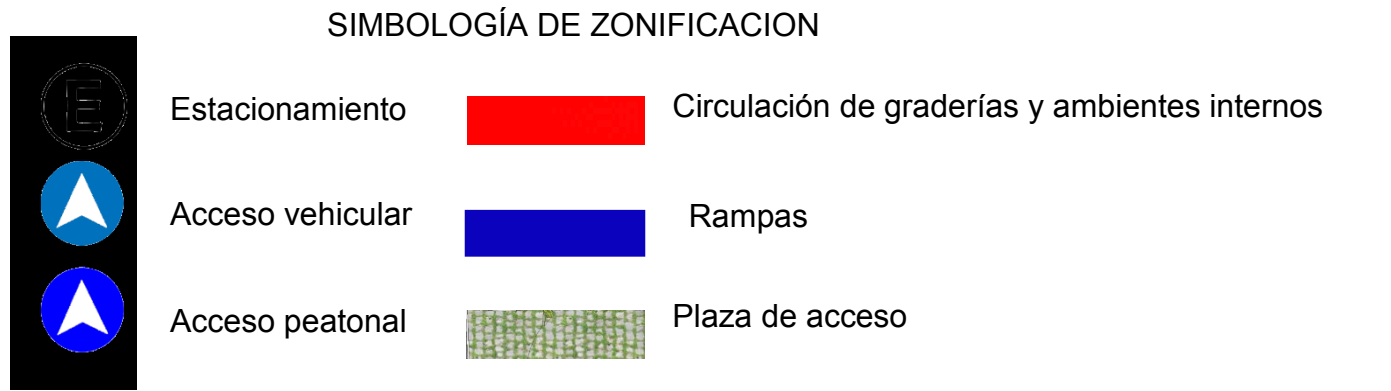 SIMBOLOGÍA DE ZONIFICACION
E
Estacionamiento
Circulación de graderías y ambientes internos
Acceso vehicular
Rampas
Acceso peatonal
Plaza de acceso